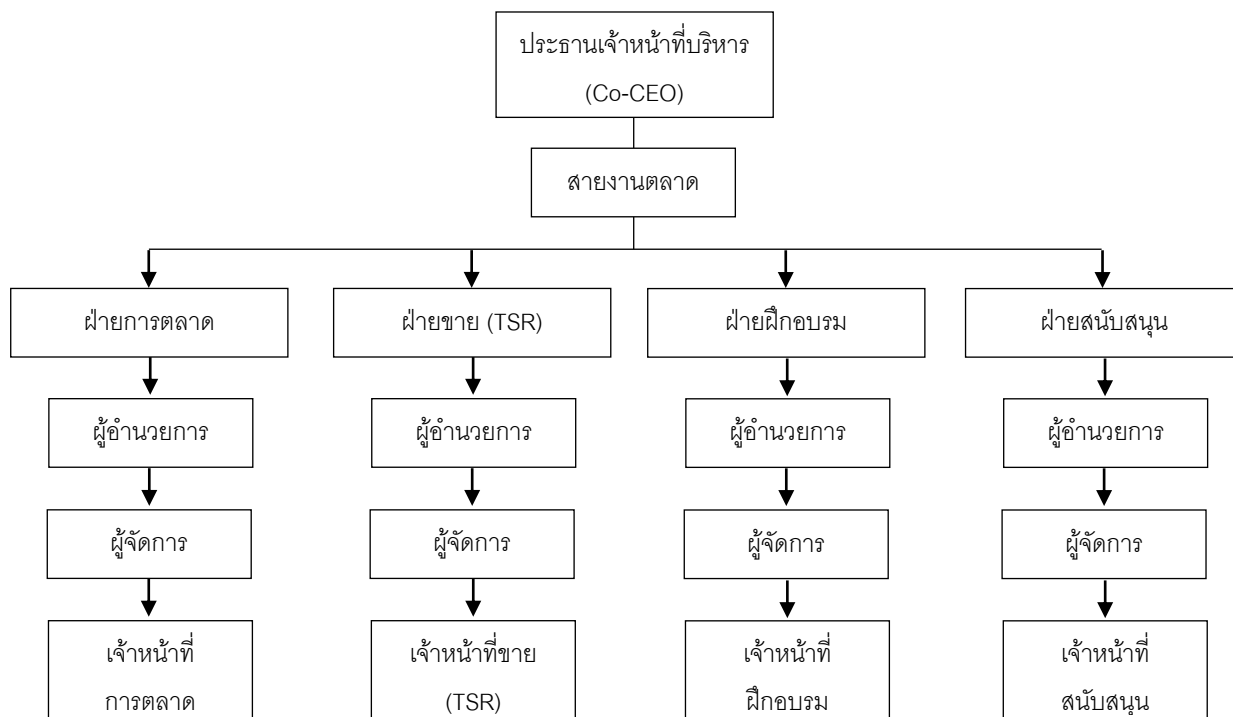 ประธานเจ้าหน้าที่บริหาร
(Co-CEO)
สายงานตลาด
ฝ่ายการตลาด
ฝ่ายขาย (TSR)
ฝ่ายฝึกอบรม
ฝ่ายสนับสนุน
ผู้อำนวยการ
ผู้อำนวยการ
ผู้อำนวยการ
ผู้อำนวยการ
ผู้จัดการ
ผู้จัดการ
ผู้จัดการ
ผู้จัดการ
เจ้าหน้าที่
การตลาด
เจ้าหน้าที่ขาย
(TSR)
เจ้าหน้าที่
ฝึกอบรม
เจ้าหน้าที่
สนับสนุน